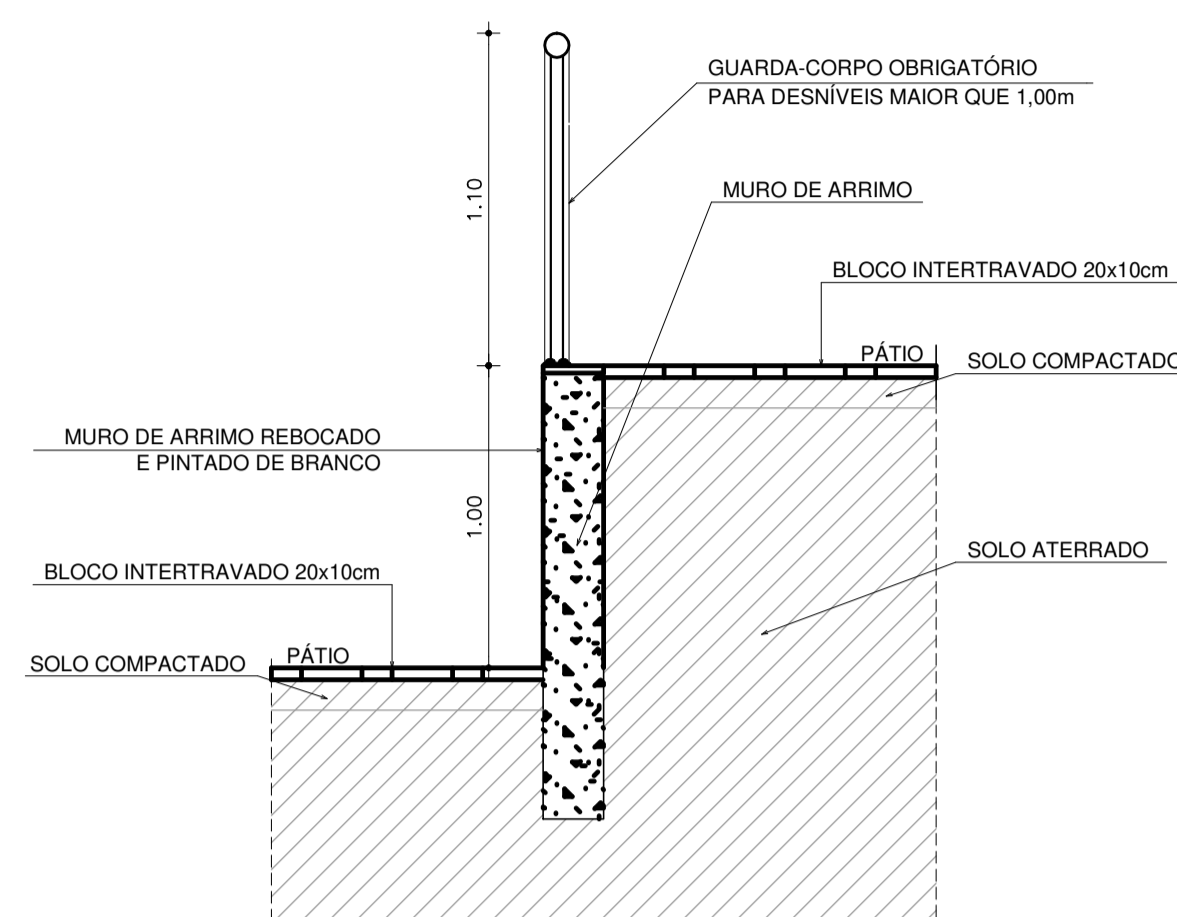 GUARDA-CORPO OBRIGATÓRIO
PARA DESNÍVEIS MAIOR QUE 1,00m
1.10
MURO DE ARRIMO
BLOCO INTERTRAVADO 20x10cm
PÁTIO
SOLO COMPACTADO
MURO DE ARRIMO REBOCADO
E PINTADO DE BRANCO
1.00
SOLO ATERRADO
BLOCO INTERTRAVADO 20x10cm
PÁTIO
SOLO COMPACTADO